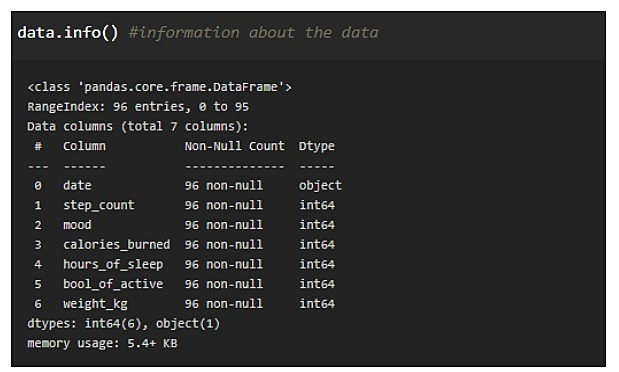 data.info() #information about the data
<class 'pandas.core.frame.DataFrame'>
RangeIndex: 96 entries, 0 to 95
Data columns (total 7 columns):
 #   Column           Non-Null Count  Dtype
---  ------           --------------  -----
 0   date             96 non-null     object
 1   step_count       96 non-null     int64
 2   mood             96 non-null     int64
 3   calories_burned  96 non-null     int64
 4   hours_of_sleep   96 non-null     int64
 5   bool_of_active   96 non-null     int64
 6   weight_kg        96 non-null     int64
dtypes: int64(6), object(1)
memory usage: 5.4+ KB